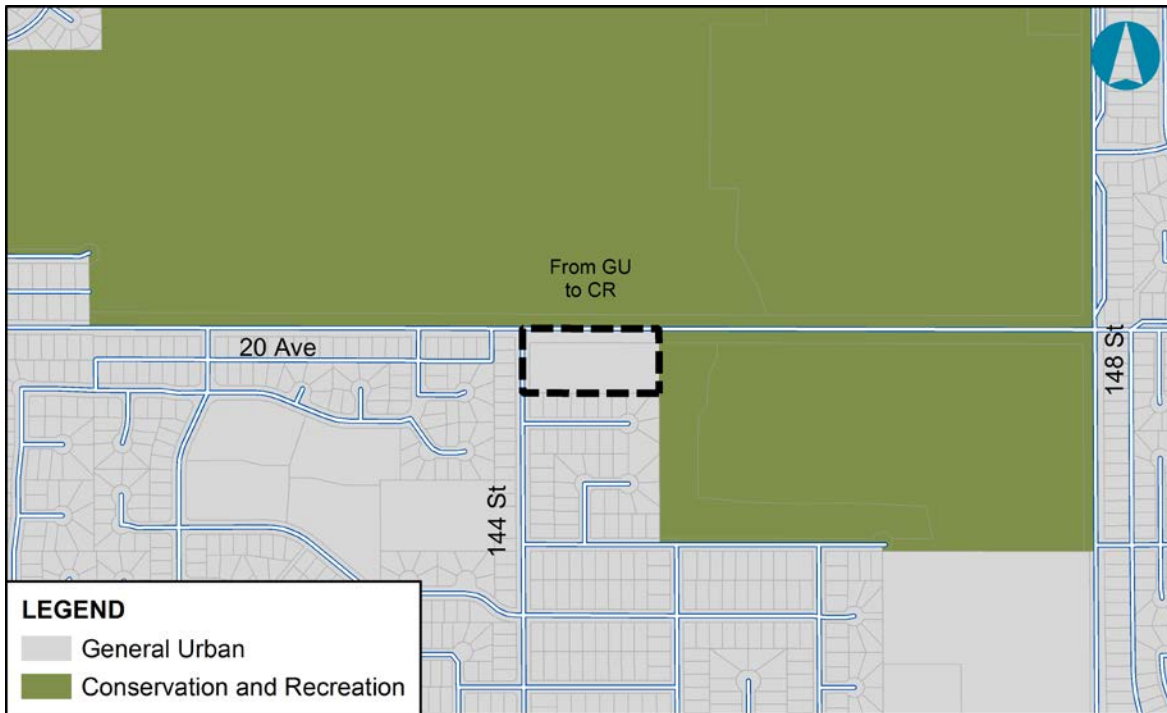 From GU
to CR
20 Ave
148 St
144 St
LEGEND
General Urban
Conservation and Recreation